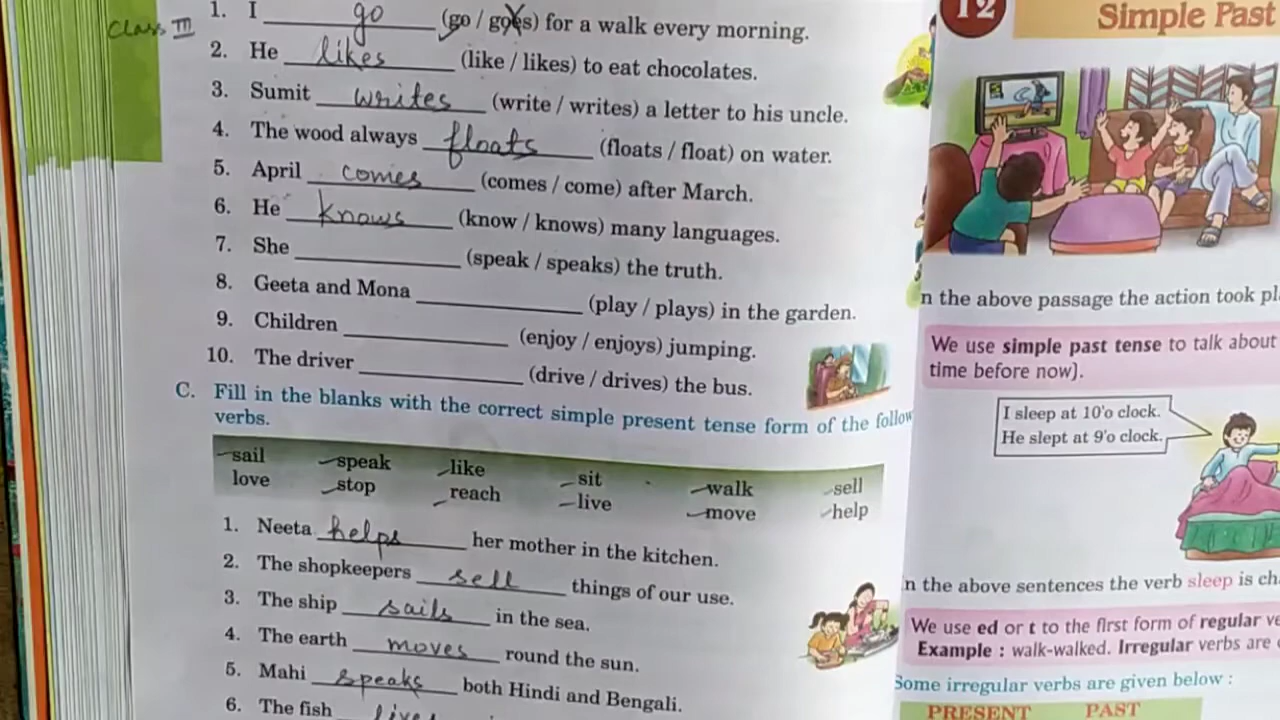 Class III
1. I go (go / goes) for a walk every morning.
2. He likes (like / likes) to eat chocolates.
3. Sumit writes (write / writes) a letter to his uncle.
4. The wood always floats (floats / float) on water.
5. April comes (comes / come) after March.
6. He knows (know / knows) many languages.
7. She ____________ (speak / speaks) the truth.
8. Geeta and Mona ____________ (play / plays) in the garden.
9. Children ____________ (enjoy / enjoys) jumping.
10. The driver ____________ (drive / drives) the bus.
C. Fill in the blanks with the correct simple present tense form of the follow
verbs.
sail speak like sit walk sell
love stop reach live move help
1. Neeta helps her mother in the kitchen.
2. The shopkeepers sell things of our use.
3. The ship sails in the sea.
4. The earth moves round the sun.
5. Mahi speaks both Hindi and Bengali.
6. The fish lives
12 Simple Past
n the above passage the action took pl
We use simple past tense to talk about
time before now).
I sleep at 10'o clock.
He slept at 9'o clock.
n the above sentences the verb sleep is ch
We use ed or t to the first form of regular ve
Example : walk-walked. Irregular verbs are
Some irregular verbs are given below :
PRESENT PAST